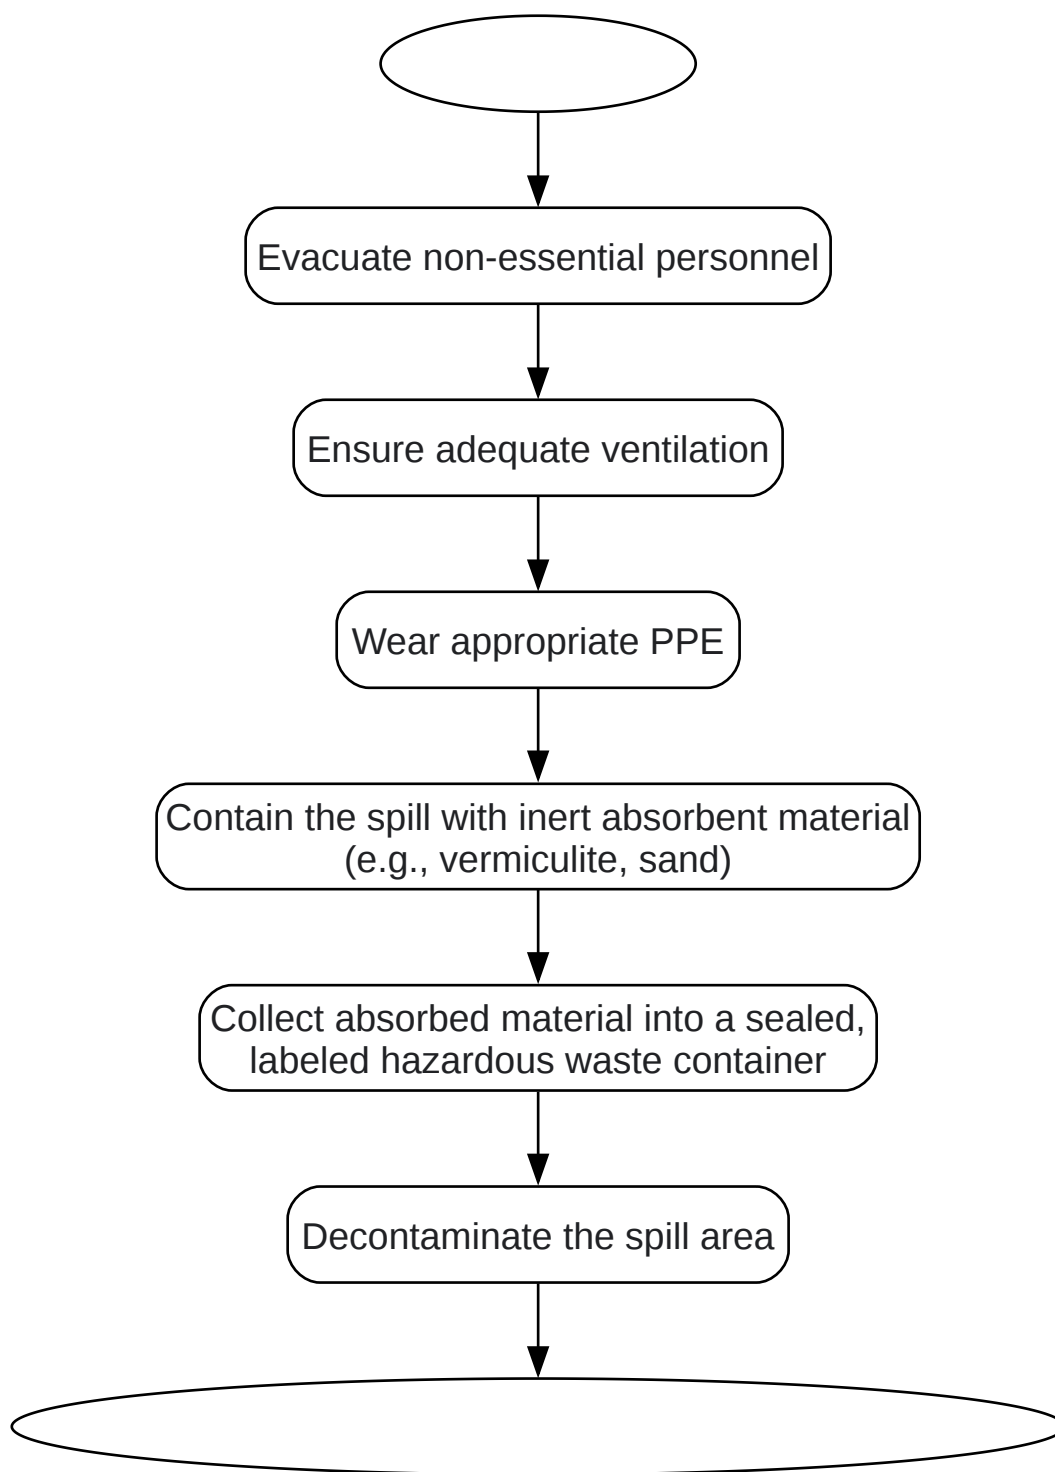 Evacuate non-essential personnel
Ensure adequate ventilation
Wear appropriate PPE
Contain the spill with inert absorbent material
(e.g., vermiculite, sand)
Collect absorbed material into a sealed,
labeled hazardous waste container
Decontaminate the spill area